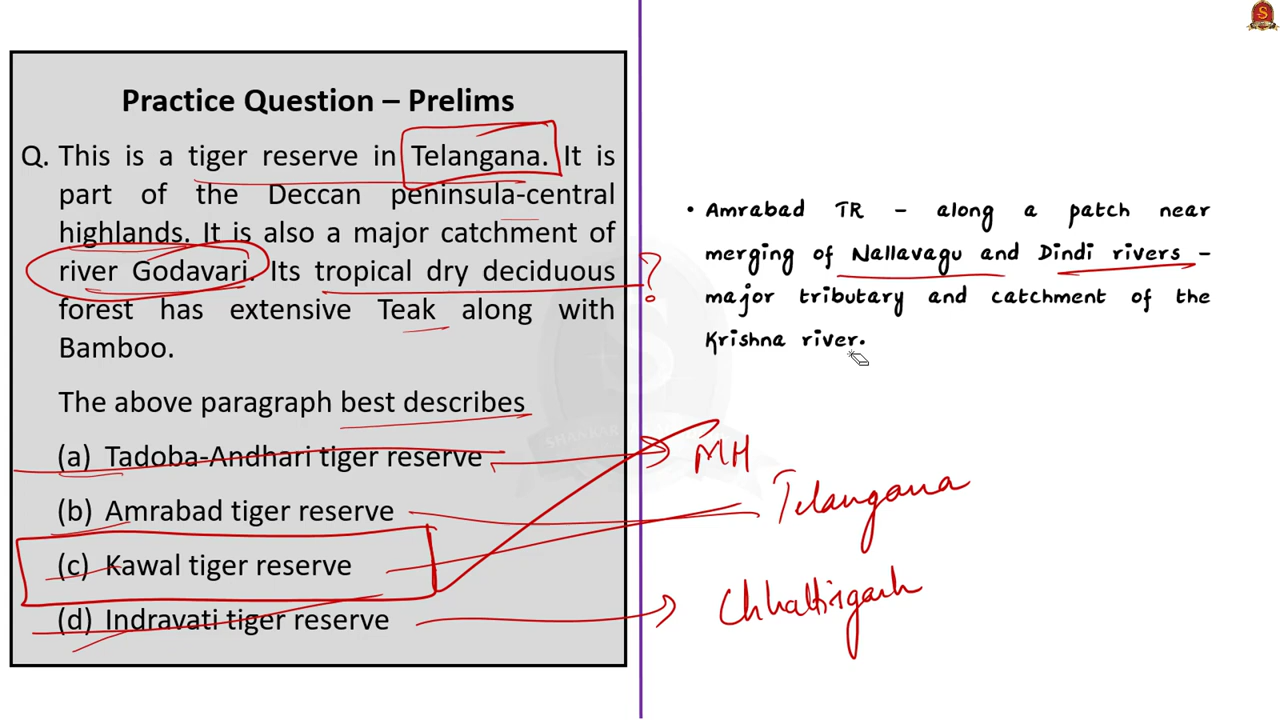 Practice Question – Prelims
Q. This is a tiger reserve in Telangana. It is
part of the Deccan peninsula-central
highlands. It is also a major catchment of
river Godavari. Its tropical dry deciduous
forest has extensive Teak along with
Bamboo.
The above paragraph best describes
(a) Tadoba-Andhari tiger reserve
(b) Amrabad tiger reserve
(c) Kawal tiger reserve
(d) Indravati tiger reserve
?
• Amrabad TR – along a patch near
merging of Nallavagu and Dindi rivers –
major tributary and catchment of the
Krishna river.
MH
Telangana
Chhattisgarh